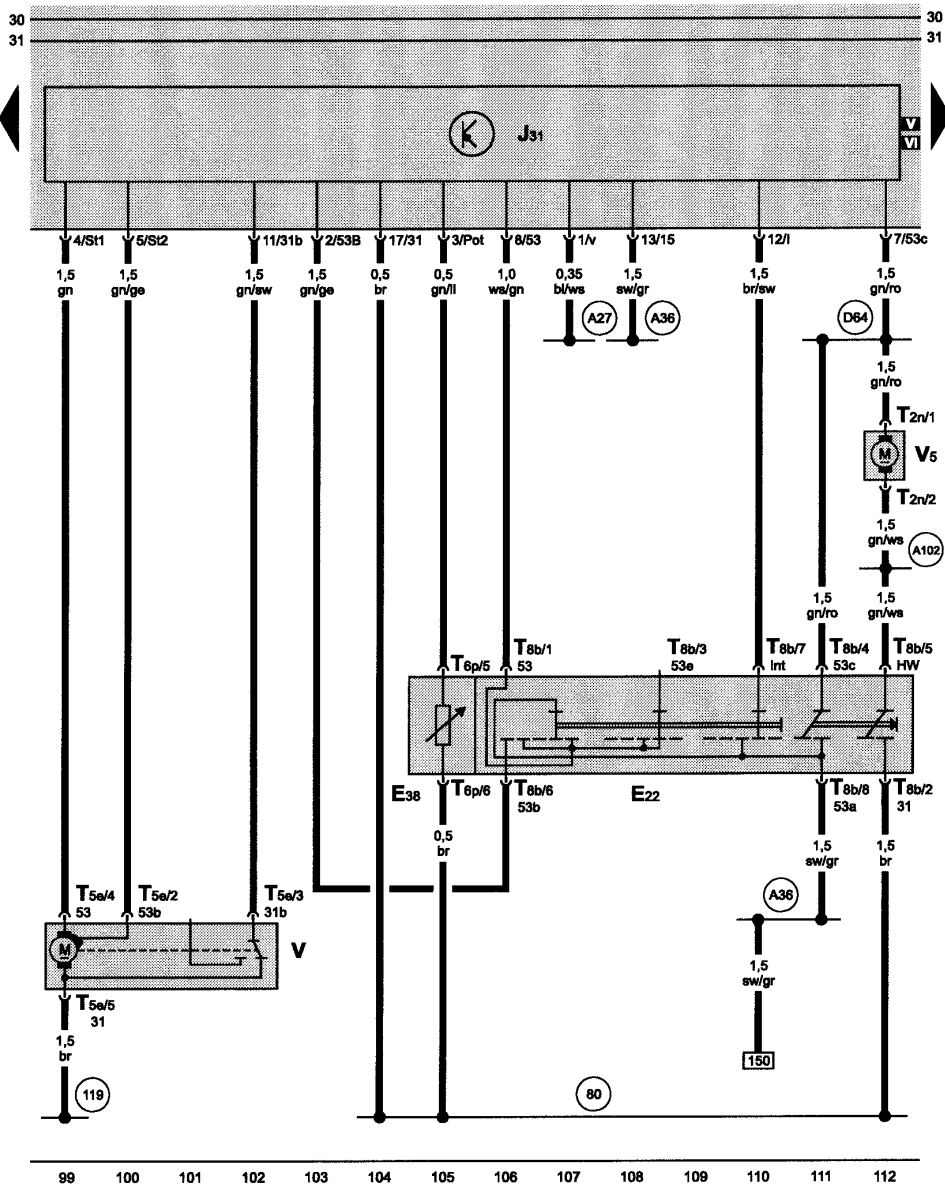 30 30
31 31
J31
V
VI
4/St1 5/St2 11/31b 2/53B 17/31 3/Pot 8/53 1/v 13/15 12/I 7/53c
1,5 1,5 1,5 1,5 0,5 0,5 1,0 0,35 1,5 1,5 1,5
gn gn/ge gn/sw gn/ge br gn/li ws/gn bl/ws sw/gr br/sw gn/ro
A27 A36 D64
1,5
gn/ro
T2n/1
M V5
T2n/2
1,5
gn/ws
A102
1,5 1,5
gn/ro gn/ws
T6p/5 T8b/1 T8b/3 T8b/7 T8b/4 T8b/5
53 53e Int 53c HW
E38 T6p/6 T8b/6 E22 T8b/8 T8b/2
53b 53a 31
0,5 1,5 1,5
br sw/gr br
T5e/4 T5e/2 T5e/3 A36
53 53b 31b
M V
1,5
sw/gr
T5e/5
31
1,5
br
150
119 80
99 100 101 102 103 104 105 106 107 108 109 110 111 112